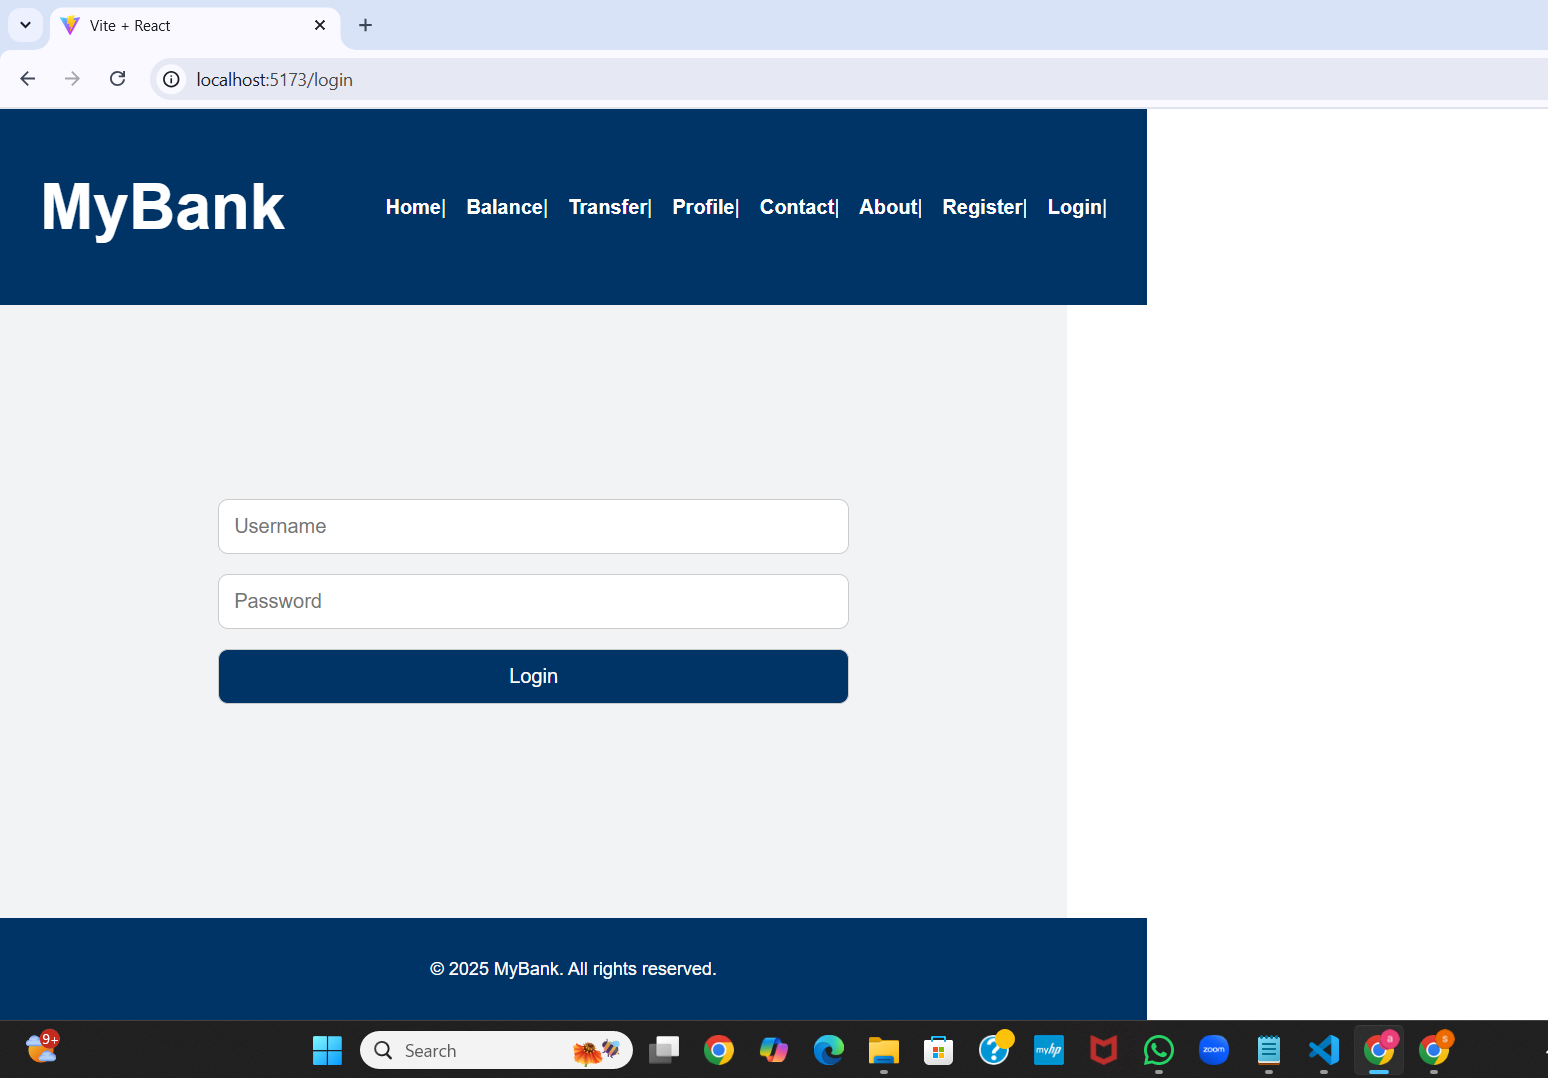 Vite + React
localhost:5173/login
MyBank
Home| Balance| Transfer| Profile| Contact| About| Register| Login|
Username
Password
Login
© 2025 MyBank. All rights reserved.
9+
Search
?
myhp
zoom
a
s